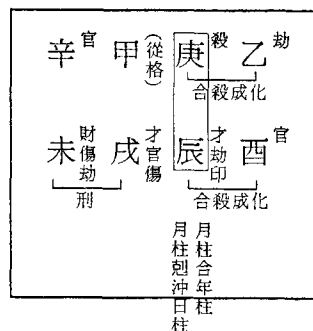 劫
乙
殺
庚
(從格)
甲
官
辛
合殺成化
官
酉
才劫印
辰
才官傷
戌
財傷劫
未
合殺成化
刑
月柱合年柱
月柱剋沖日柱